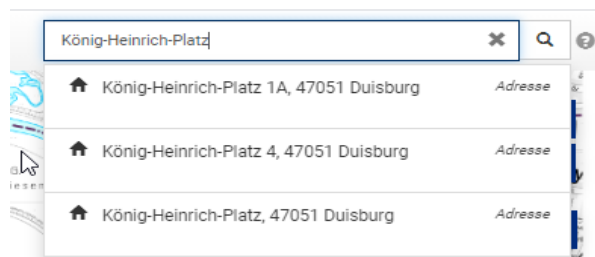 König-Heinrich-Platz
König-Heinrich-Platz 1A, 47051 Duisburg Adresse
König-Heinrich-Platz 4, 47051 Duisburg Adresse
König-Heinrich-Platz, 47051 Duisburg Adresse